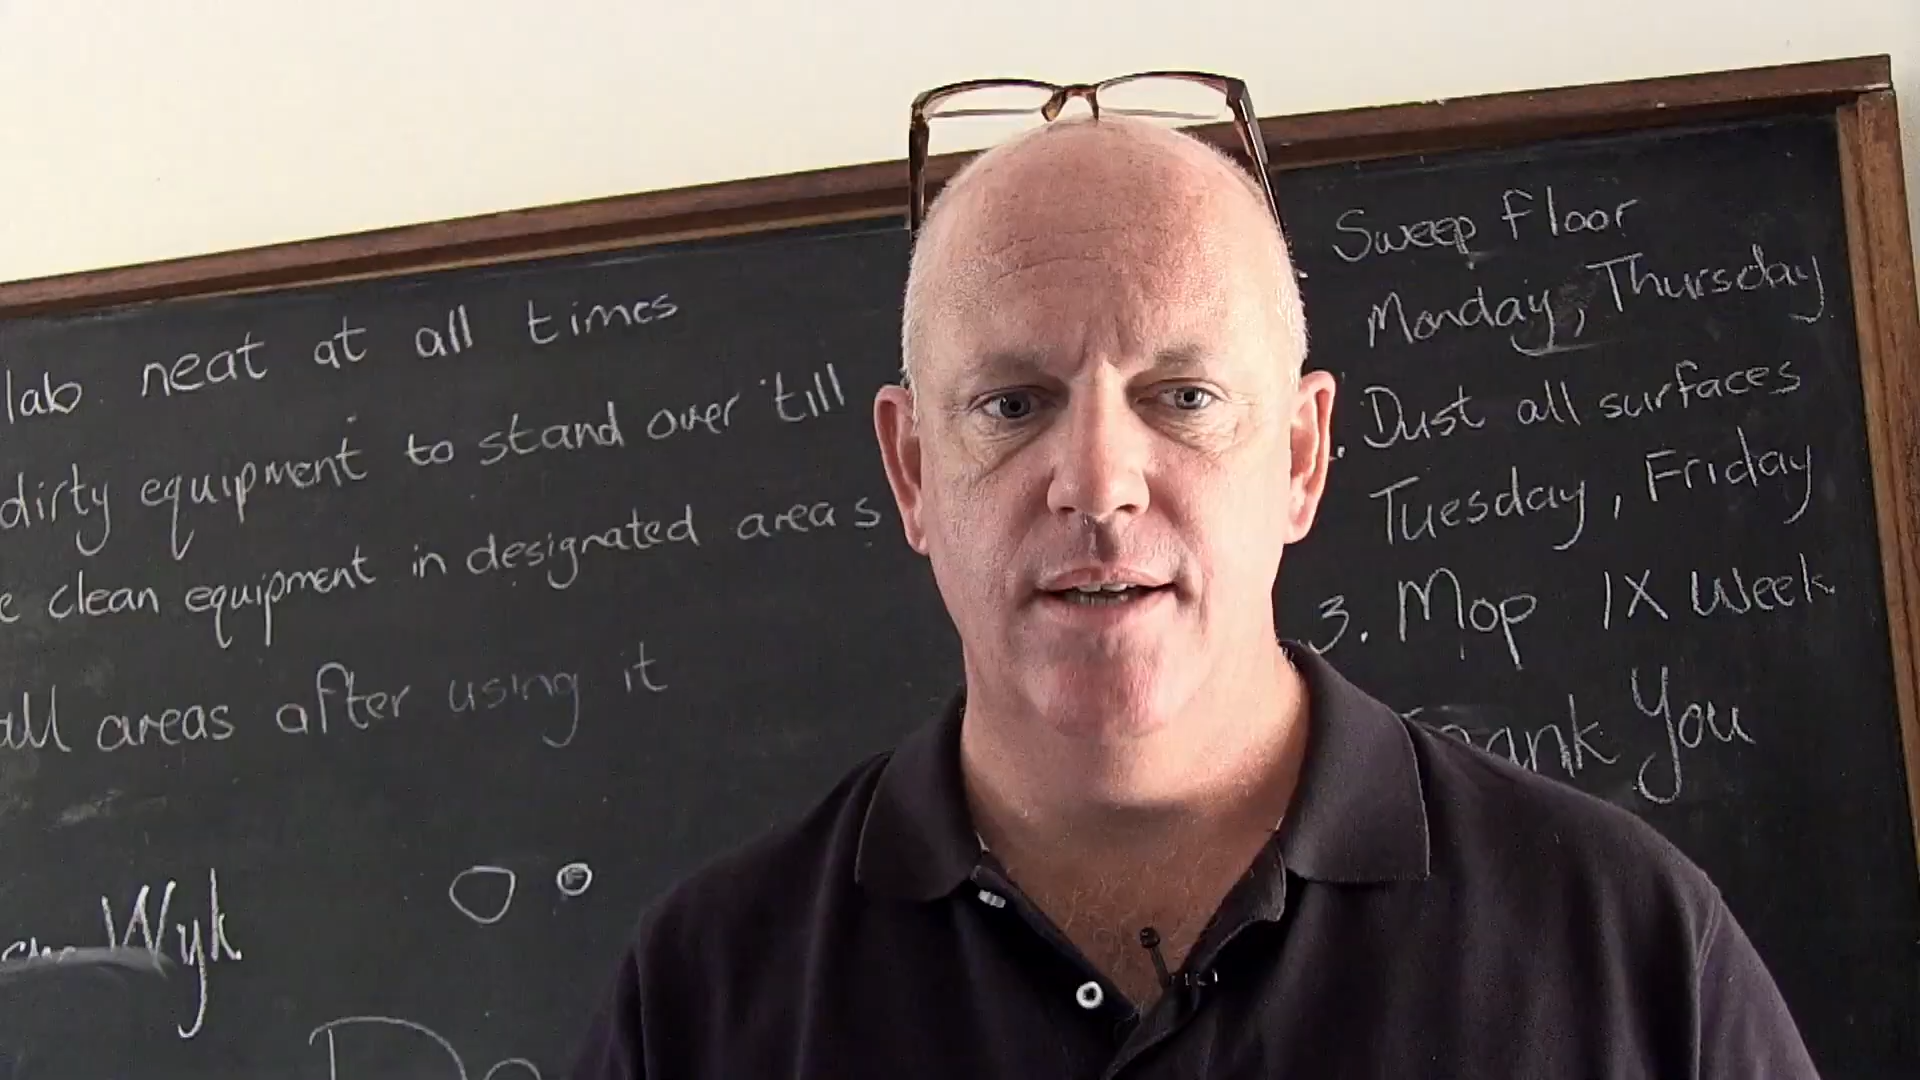 lab neat at all times
dirty equipment to stand over 'till
clean equipment in designated areas
all areas after using it
Wyk
Sweep floor
Monday, Thursday
Dust all surfaces
Tuesday, Friday
3. Mop 1X Week
You